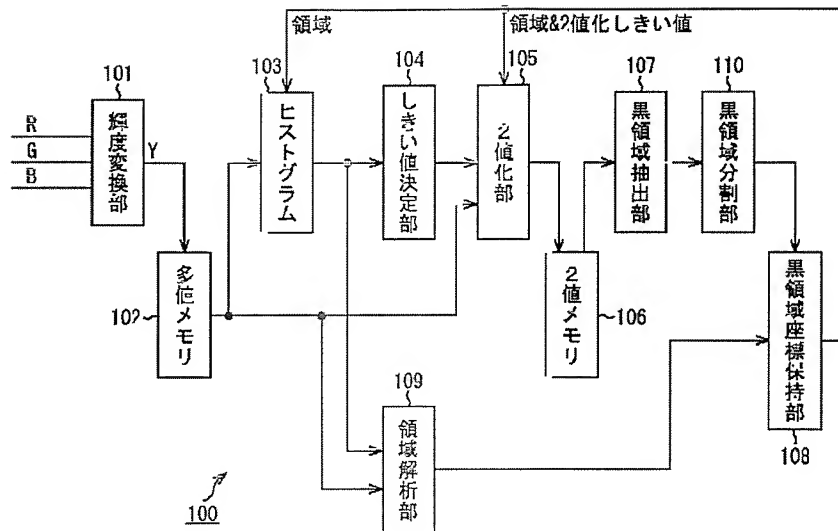 領域
領域&2値化しきい値
101
103
104
105
107
110
R
G
B
輝度変換部
Y
ヒストグラム
しきい値決定部
2値化部
黒領域抽出部
黒領域分割部
102
多値メモリ
2値メモリ
106
黒領域座標保持部
108
109
領域解析部
100